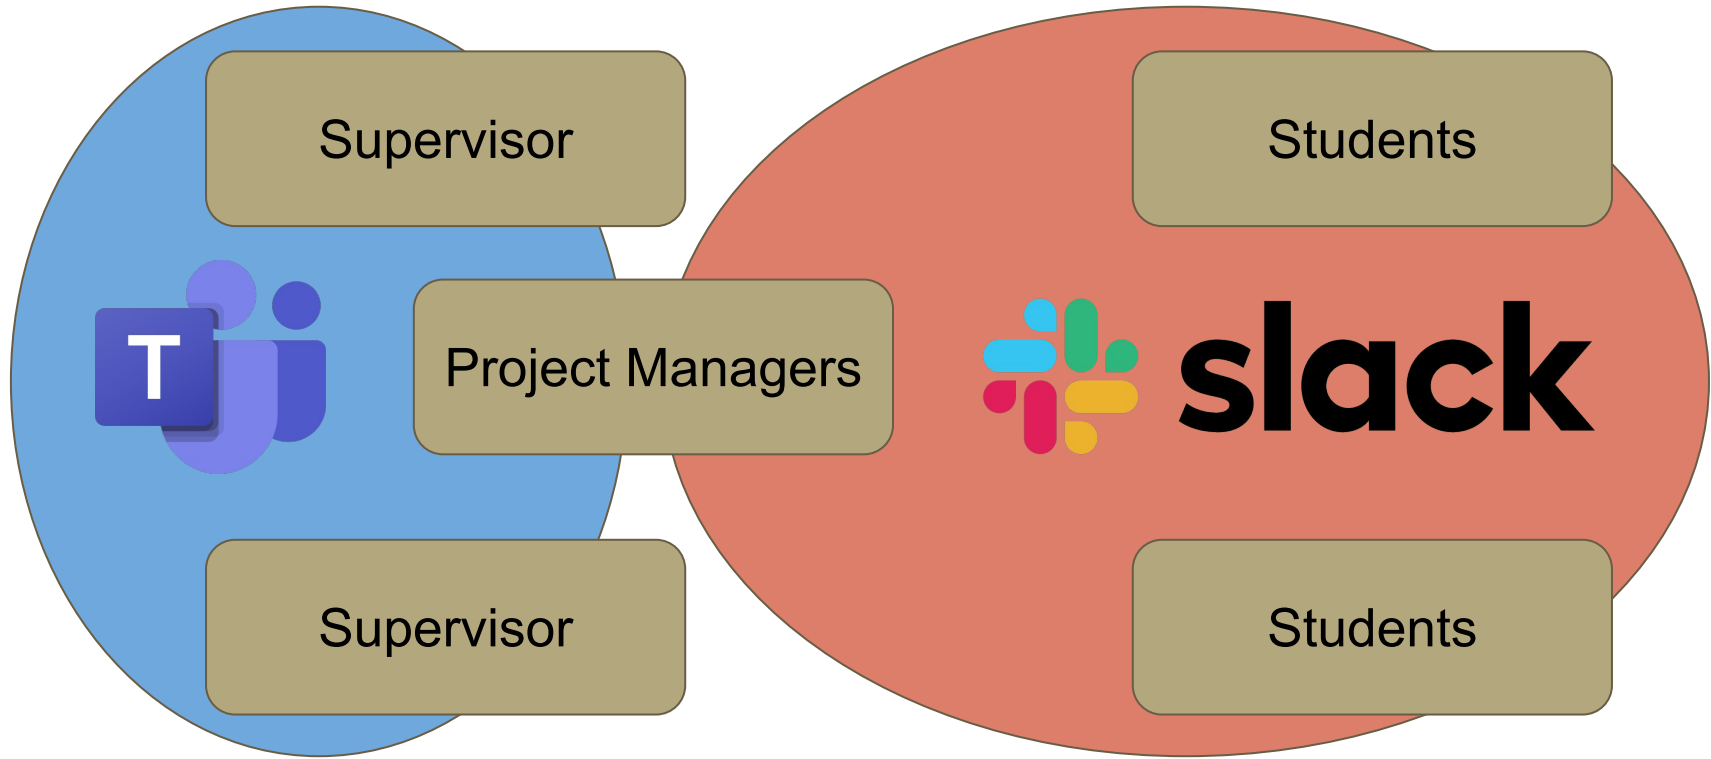 Supervisor
Students
T
Project Managers
slack
Supervisor
Students